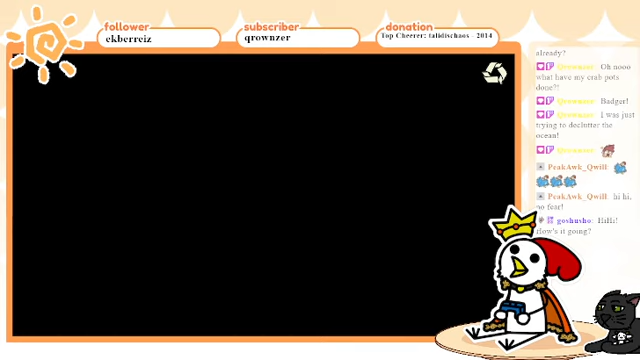 follower
ekberreiz
subscriber
qrownzer
donation
Top Cheerer: talidischaos - 2014
already?
Qrownzer: Oh nooo
what have my crab pots
done?!
Qrownzer: Badger!
Qrownzer: I was just
trying to declutter the
ocean!
Qrownzer:
PeakAwk_Qwill:
PeakAwk_Qwill: hi hi,
no fear!
goshusho: HiHi!
How's it going?